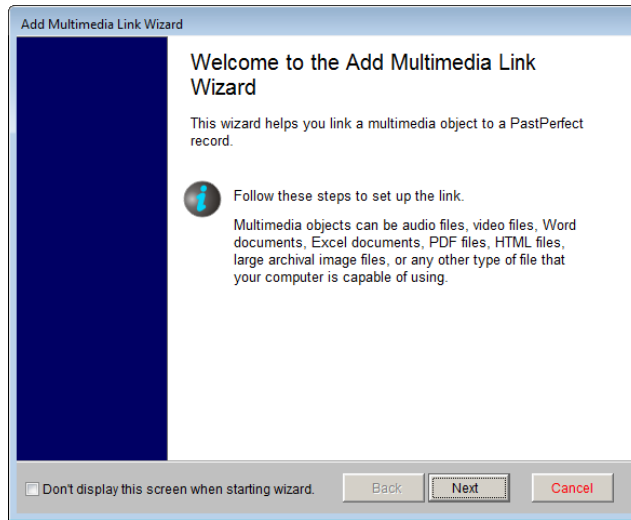 Add Multimedia Link Wizard
Welcome to the Add Multimedia Link
Wizard
This wizard helps you link a multimedia object to a PastPerfect
record.
Follow these steps to set up the link.
Multimedia objects can be audio files, video files, Word
documents, Excel documents, PDF files, HTML files,
large archival image files, or any other type of file that
your computer is capable of using.
Don't display this screen when starting wizard.
Back
Next
Cancel